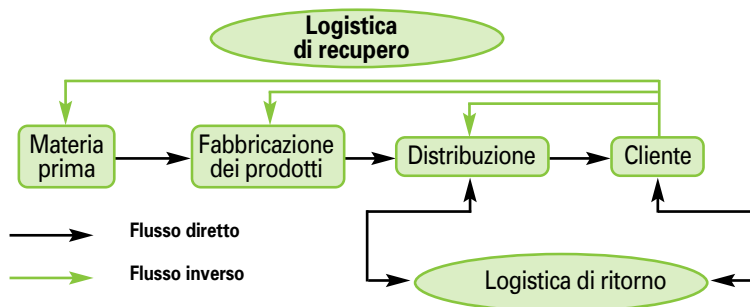 Logistica
di recupero
Materia
prima
Fabbricazione
dei prodotti
Distribuzione
Cliente
Flusso diretto
Flusso inverso
Logistica di ritorno